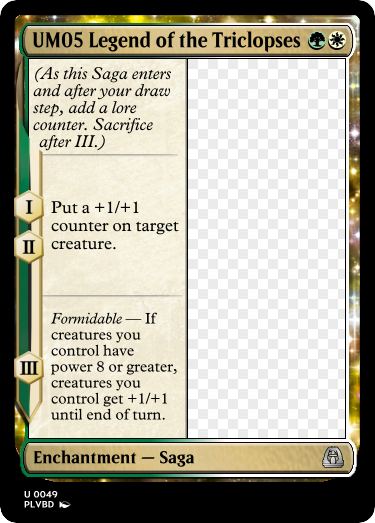 UM05 Legend of the Triclopses
(As this Saga enters
and after your draw
step, add a lore
counter. Sacrifice
after III.)
I
II
Put a +1/+1
counter on target
creature.
III
Formidable — If
creatures you
control have
power 8 or greater,
creatures you
control get +1/+1
until end of turn.
Enchantment — Saga
U 0049
PLVBD